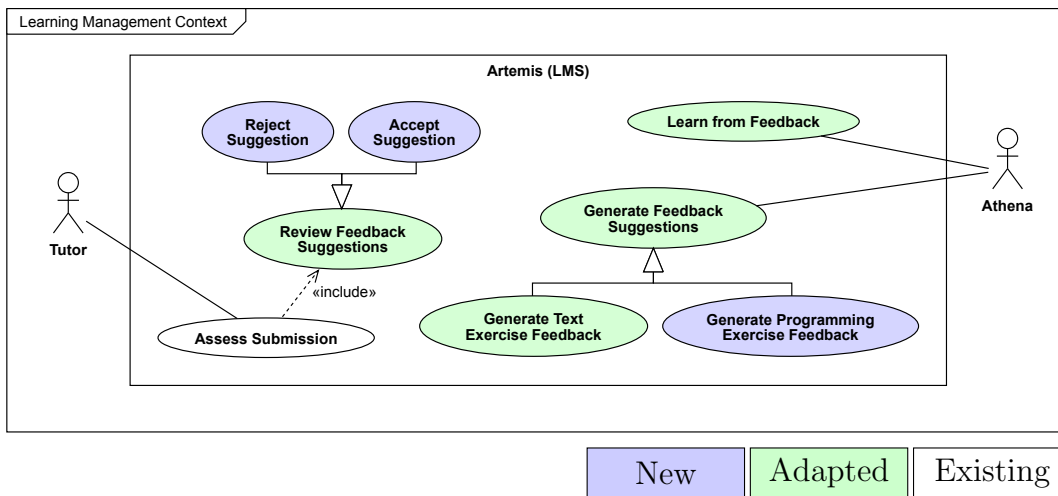 Learning Management Context
Artemis (LMS)
Reject
Suggestion
Accept
Suggestion
Learn from Feedback
Tutor
Review Feedback
Suggestions
Generate Feedback
Suggestions
Athena
«include»
Assess Submission
Generate Text
Exercise Feedback
Generate Programming
Exercise Feedback
New
Adapted
Existing